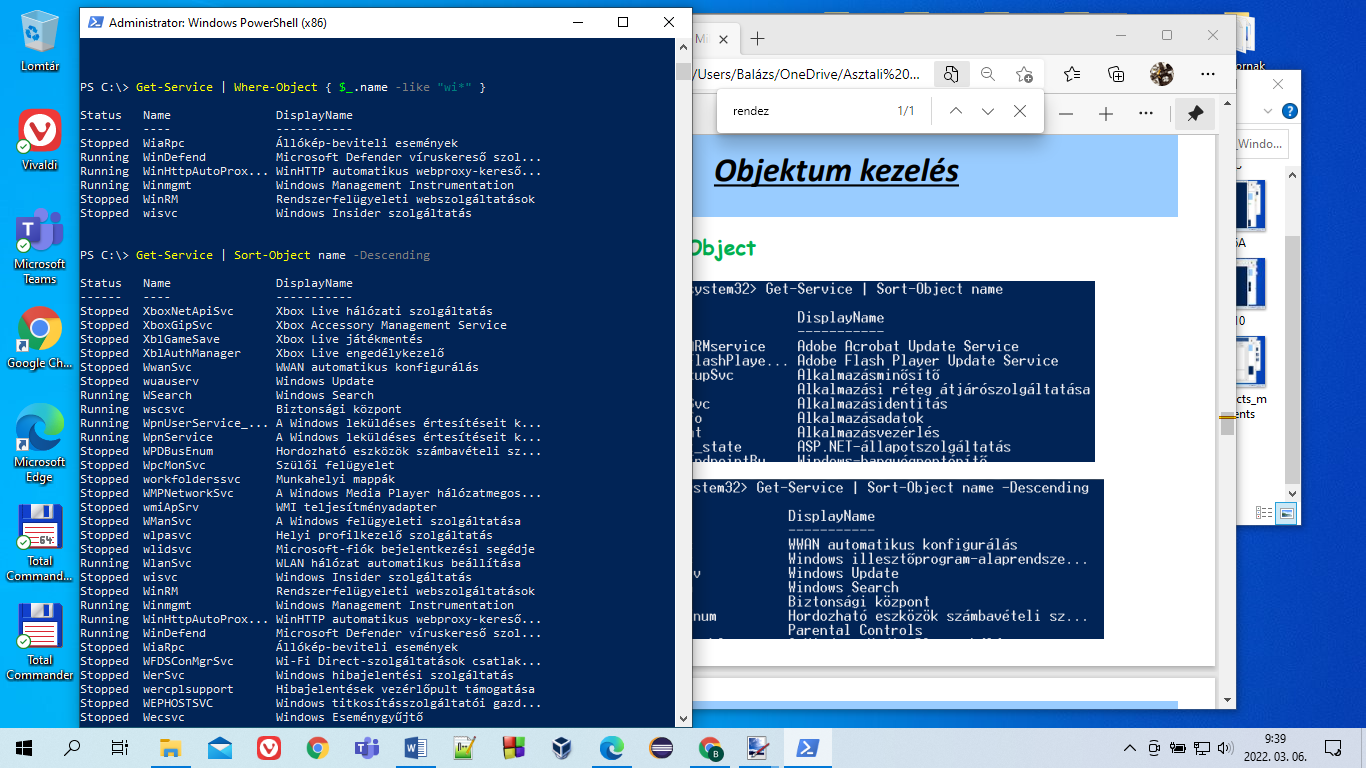 Lomtár
Vivaldi
Microsoft
Teams
Google Ch...
Microsoft
Edge
Total
Command...
Total
Commander
Administrator: Windows PowerShell (x86)
PS C:\> Get-Service | Where-Object { $_.name -like "wi*" }
Status Name DisplayName
------ ---- -----------
Stopped WiaRpc Állókép-beviteli események
Running WinDefend Microsoft Defender víruskereső szol...
Running WinHttpAutoProx... WinHTTP automatikus webproxy-kereső...
Running Winmgmt Windows Management Instrumentation
Stopped WinRM Rendszerfelügyeleti webszolgáltatások
Stopped wisvc Windows Insider szolgáltatás
PS C:\> Get-Service | Sort-Object name -Descending
Status Name DisplayName
------ ---- -----------
Stopped XboxNetApiSvc Xbox Live hálózati szolgáltatás
Stopped XboxGipSvc Xbox Accessory Management Service
Stopped XblGameSave Xbox Live játékmentés
Stopped XblAuthManager Xbox Live engedélykezelő
Stopped WwanSvc WWAN automatikus konfigurálás
Stopped wuauserv Windows Update
Running WSearch Windows Search
Running wscsvc Biztonsági központ
Running WpnUserService_... A Windows leküldéses értesítéseit k...
Running WpnService A Windows leküldéses értesítéseit k...
Stopped WPDBusEnum Hordozható eszközök számbavételi sz...
Stopped WpcMonSvc Szülői felügyelet
Stopped workfolderssvc Munkahelyi mappák
Stopped WMPNetworkSvc A Windows Media Player hálózatmegos...
Stopped wmiApSrv WMI teljesítményadapter
Stopped WManSvc A Windows felügyeleti szolgáltatása
Stopped wlpasvc Helyi profilkezelő szolgáltatás
Stopped wlidsvc Microsoft-fiók bejelentkezési segédje
Running WlanSvc WLAN hálózat automatikus beállítása
Stopped wisvc Windows Insider szolgáltatás
Stopped WinRM Rendszerfelügyeleti webszolgáltatások
Running Winmgmt Windows Management Instrumentation
Running WinHttpAutoProx... WinHTTP automatikus webproxy-kereső...
Running WinDefend Microsoft Defender víruskereső szol...
Stopped WiaRpc Állókép-beviteli események
Stopped WFDSConMgrSvc Wi-Fi Direct-szolgáltatások csatlak...
Stopped WerSvc Windows hibajelentési szolgáltatás
Stopped wercplsupport Hibajelentések vezérlőpult támogatása
Stopped WEPHOSTSVC Windows titkosításszolgáltatói gazd...
Stopped Wecsvc Windows Eseménygyűjtő
/Users/Balázs/OneDrive/Asztali%20...
rendez 1/1
Objektum kezelés
Object
system32> Get-Service | Sort-Object name
DisplayName
-----------
ARMservice Adobe Acrobat Update Service
FlashPlaye... Adobe Flash Player Update Service
kupSvc Alkalmazásminősítő
Alkalmazási réteg átjárószolgáltatása
Svc Alkalmazásidentitás
o Alkalmazásadatok
t Alkalmazásvezérlés
_state ASP.NET-állapotszolgáltatás
stem32> Get-Service | Sort-Object name -Descending
DisplayName
-----------
WWAN automatikus konfigurálás
Windows illesztőprogram-alaprendsze...
v Windows Update
Windows Search
Biztonsági központ
num Hordozható eszközök számbavételi sz...
Parental Controls
ornak
_Windo...
6A
10
cts_m
ents
9:39
2022. 03. 06.